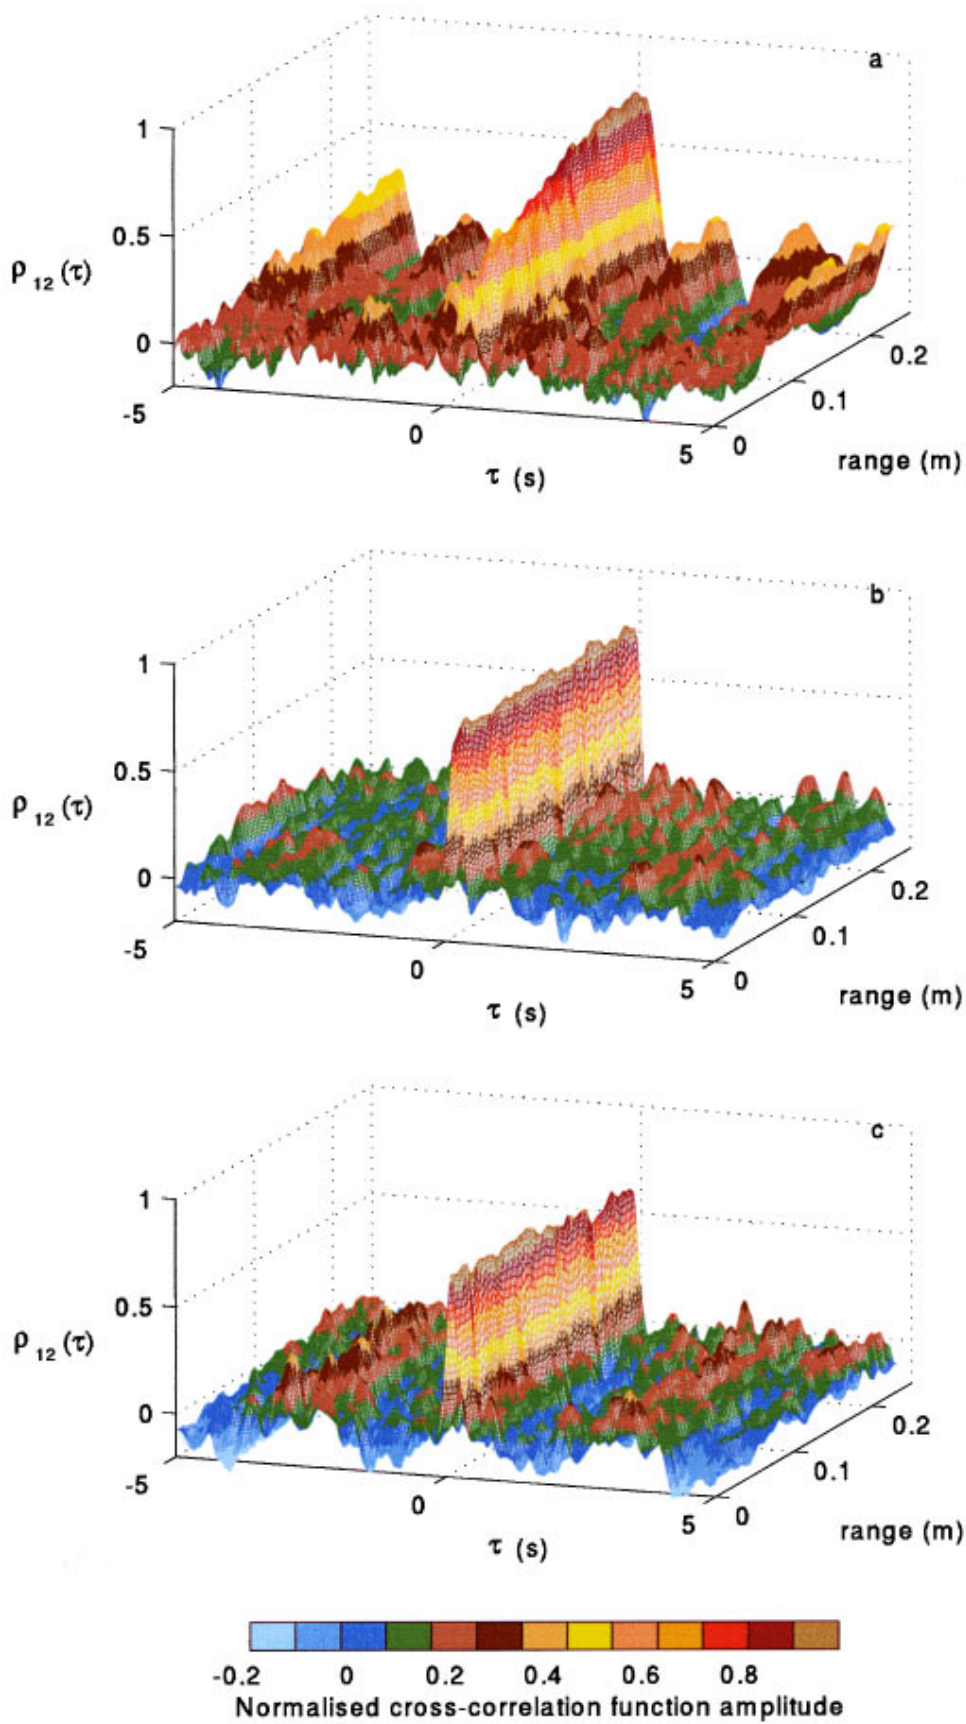 a
1
0.5
ρ 12 (τ)
0
-5
0
5
τ (s)
0
0.1
0.2
range (m)
b
1
0.5
ρ 12 (τ)
0
-5
0
5
τ (s)
0
0.1
0.2
range (m)
c
1
0.5
ρ 12 (τ)
0
-5
0
5
τ (s)
0
0.1
0.2
range (m)
-0.2 0 0.2 0.4 0.6 0.8
Normalised cross-correlation function amplitude